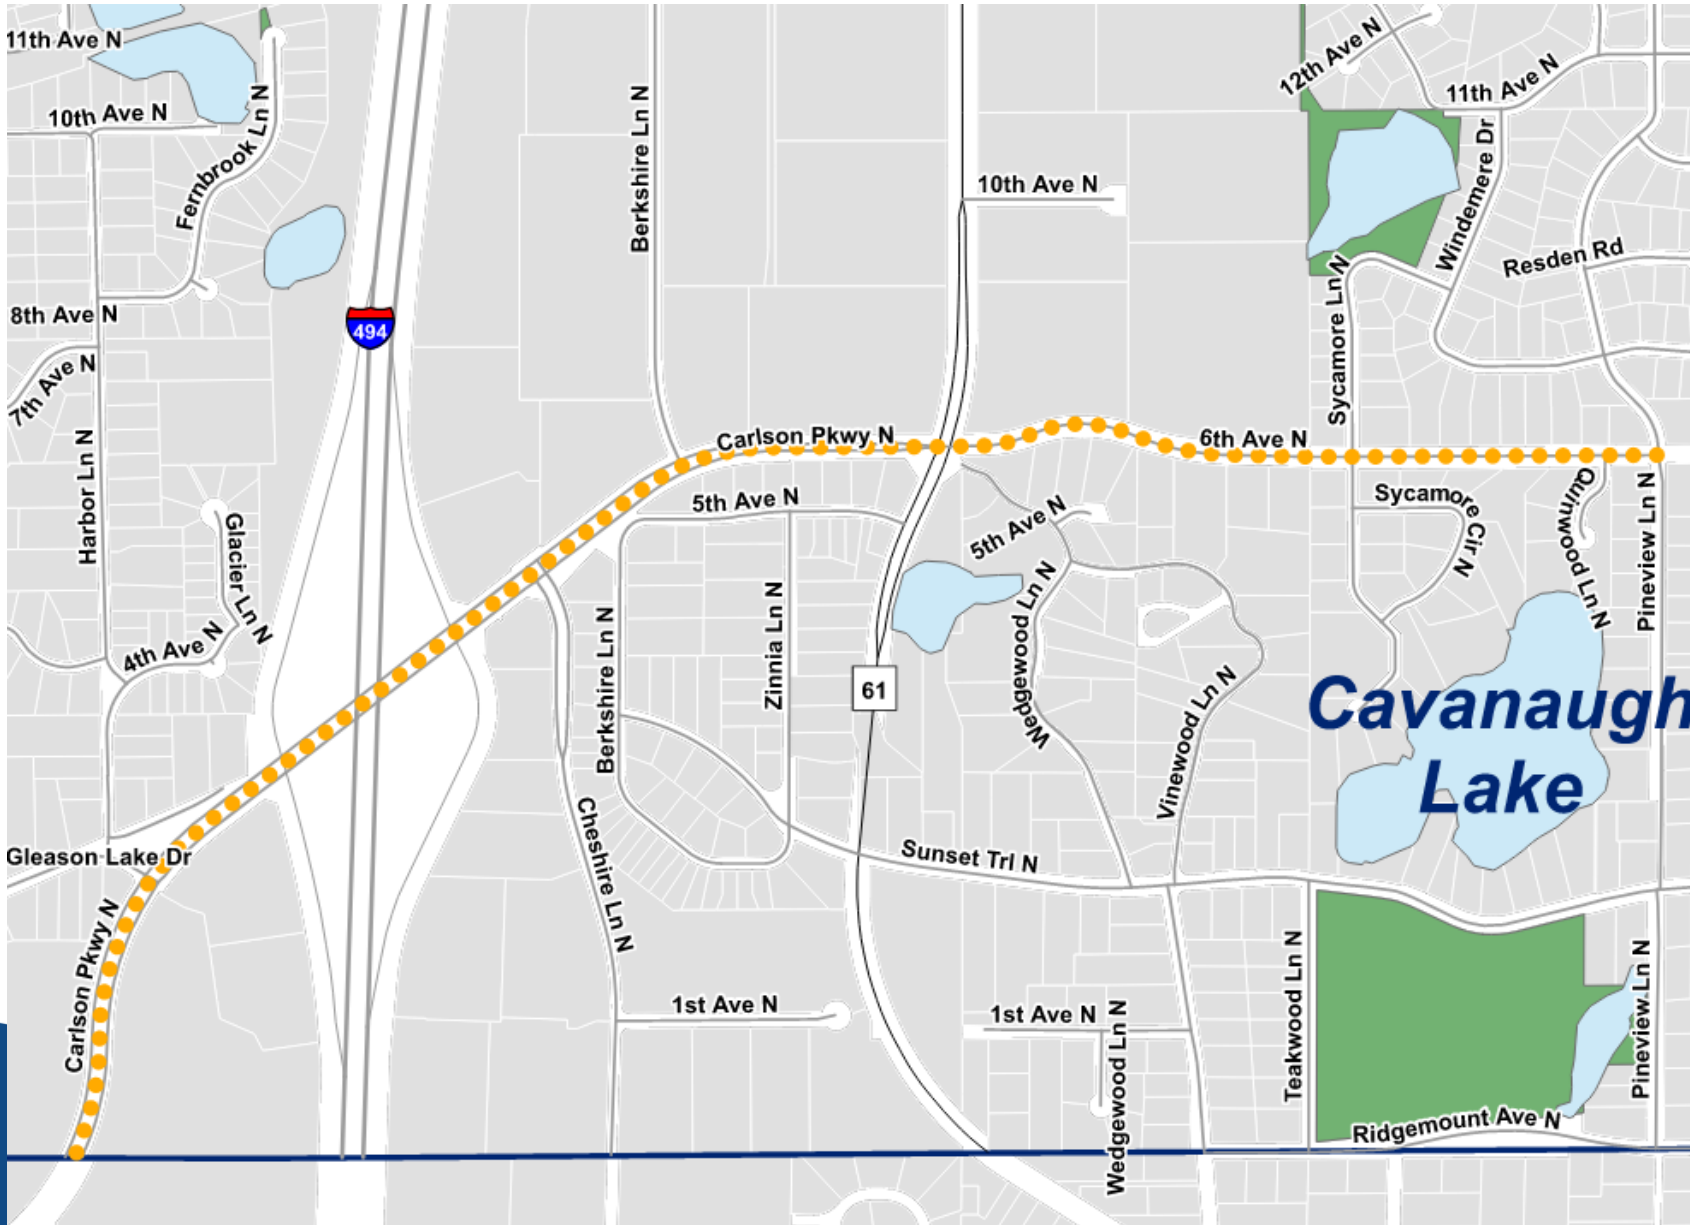 11th Ave N
12th Ave N
11th Ave N
10th Ave N
Fernbrook Ln N
Berkshire Ln N
10th Ave N
Windemere Dr
Resden Rd
8th Ave N
494
Sycamore Ln N
7th Ave N
Carlson Pkwy N
6th Ave N
Harbor Ln N
5th Ave N
5th Ave N
Sycamore Cir N
Quinwood Ln N
Pineview Ln N
Glacier Ln N
4th Ave N
Berkshire Ln N
Zinnia Ln N
Wedgewood Ln N
Vinewood Ln N
61
Cavanaugh
Lake
Gleason Lake Dr
Cheshire Ln N
Sunset Trl N
Carlson Pkwy N
1st Ave N
1st Ave N
Wedgewood Ln N
Teakwood Ln N
Pineview Ln N
Ridgemount Ave N